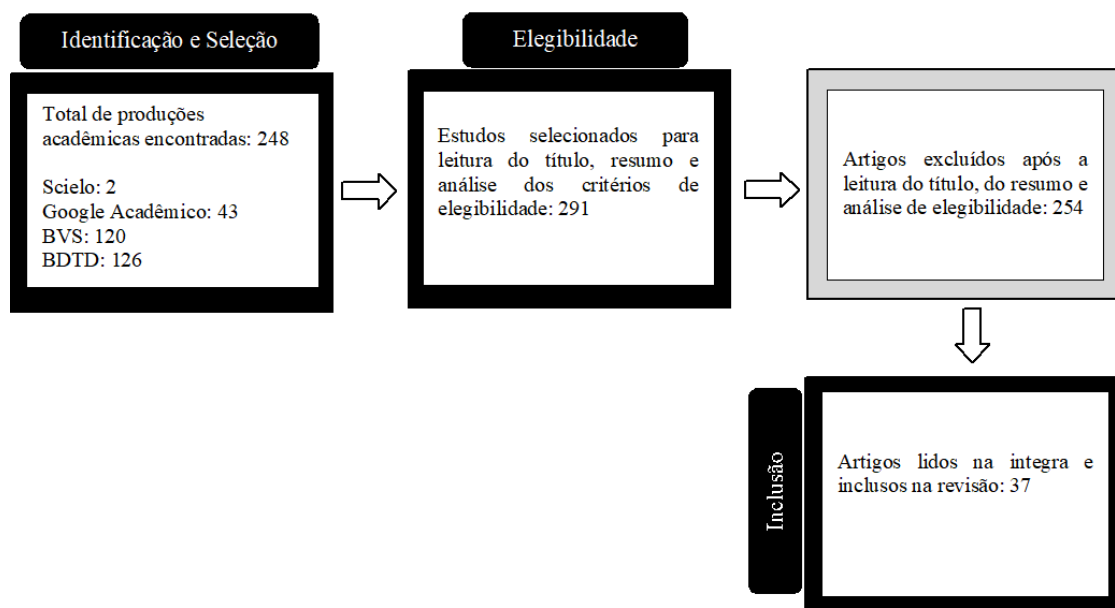 Identificação e Seleção
Total de produções
acadêmicas encontradas: 248
Scielo: 2
Google Acadêmico: 43
BVS: 120
BDTD: 126
Elegibilidade
Estudos selecionados para
leitura do título, resumo e
análise dos critérios de
elegibilidade: 291
Artigos excluídos após a
leitura do título, do resumo e
análise de elegibilidade: 254
Inclusão
Artigos lidos na integra e
inclusos na revisão: 37